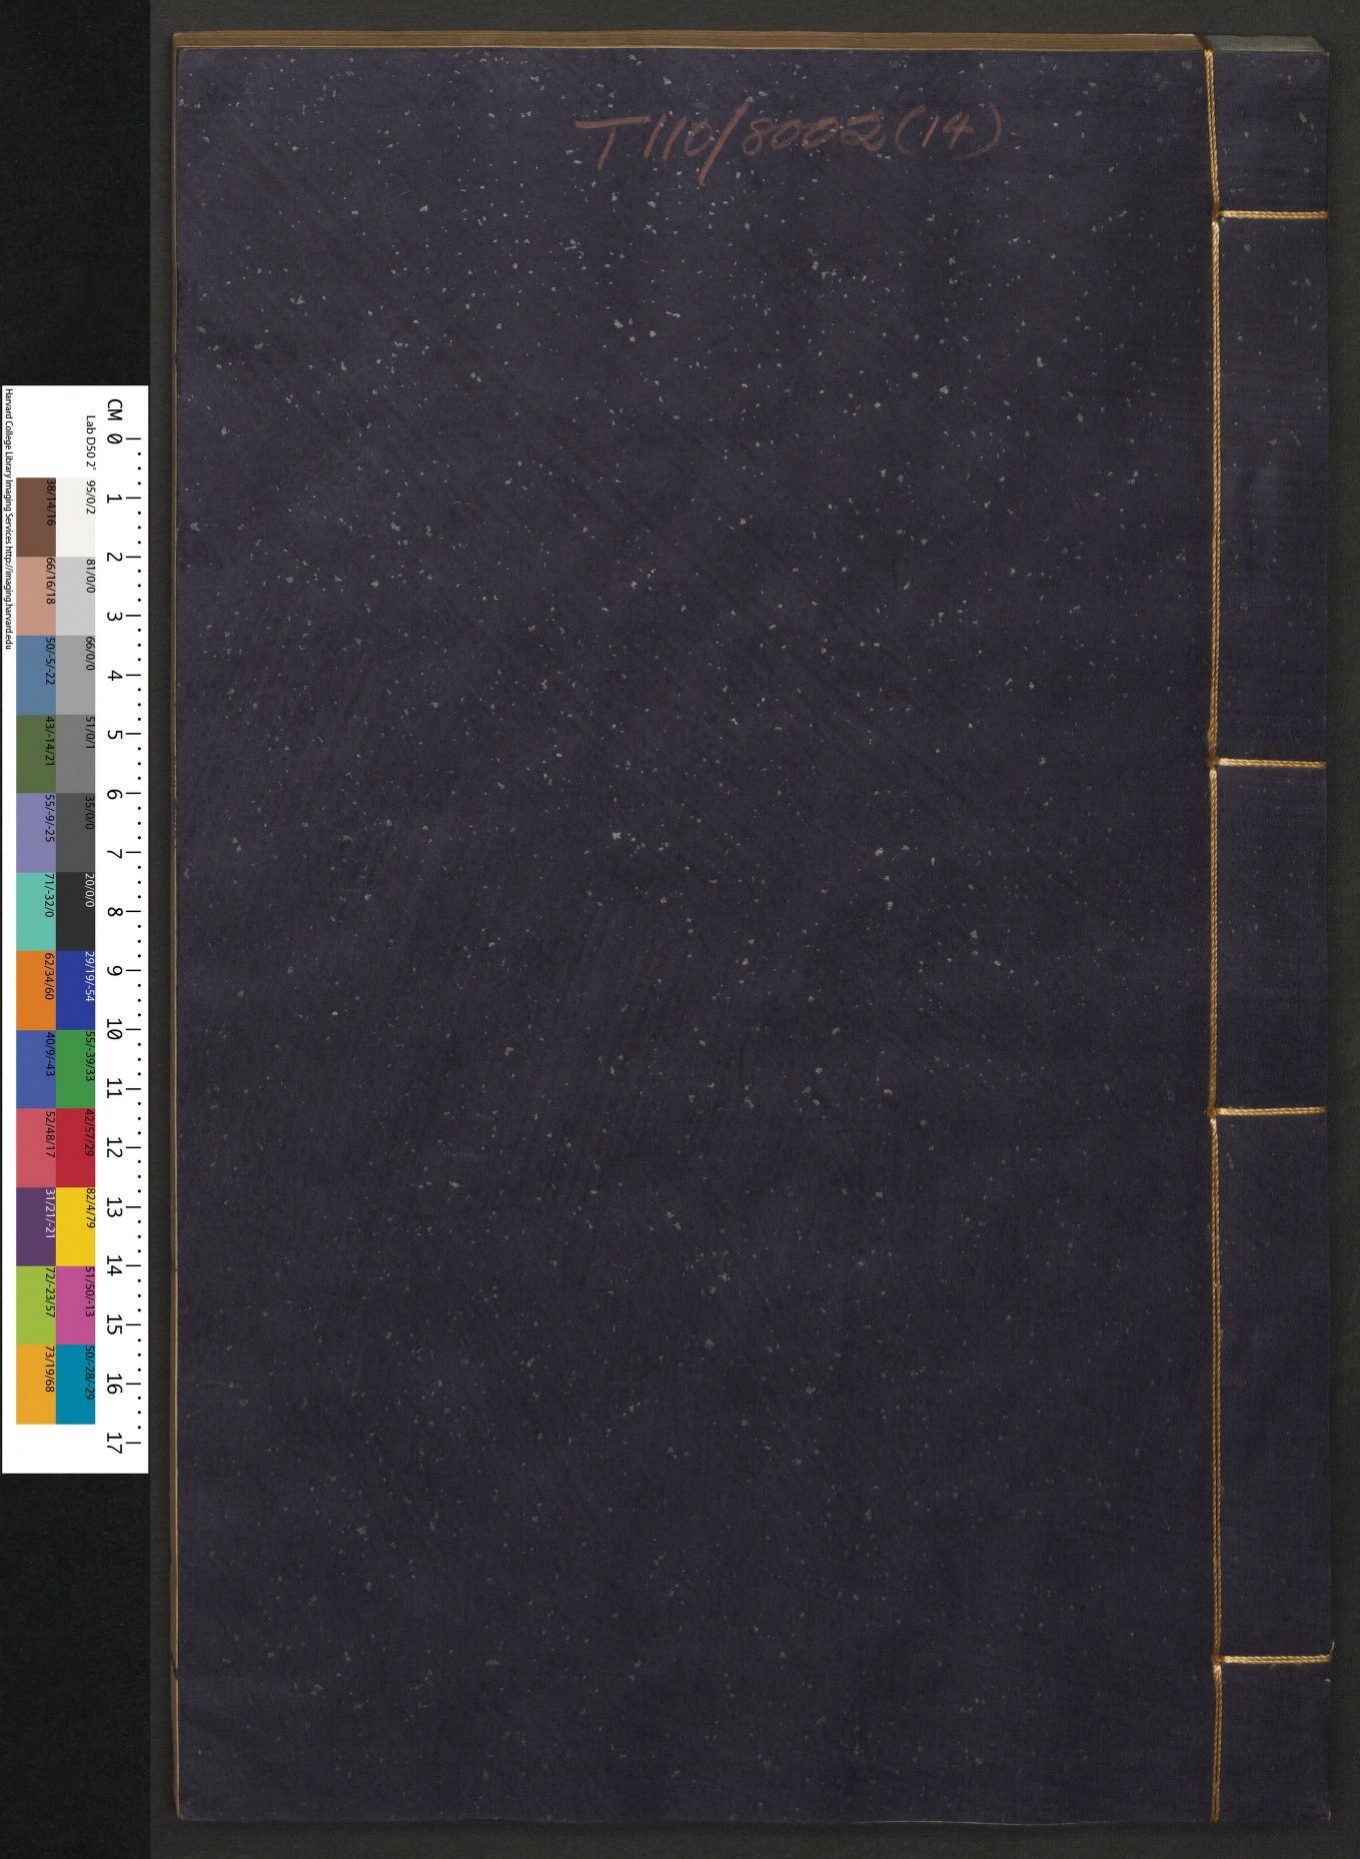 T110/8002(14)
CM 0 1 2 3 4 5 6 7 8 9 10 11 12 13 14 15 16 17
Lab D50 2° 95/0/2 81/0/0 66/0/0 51/0/1 35/0/0 20/0/0 29/19/-54 55/-39/33 42/57/29 82/4/79 51/50/-13 50/-28/-29
38/14/16 66/16/18 50/-5/-22 43/-14/21 55/-9/-25 71/-32/0 62/34/60 40/9/-43 52/48/17 31/21/-21 72/-23/57 73/19/68
Harvard College Library Imaging Services http://imaging.harvard.edu